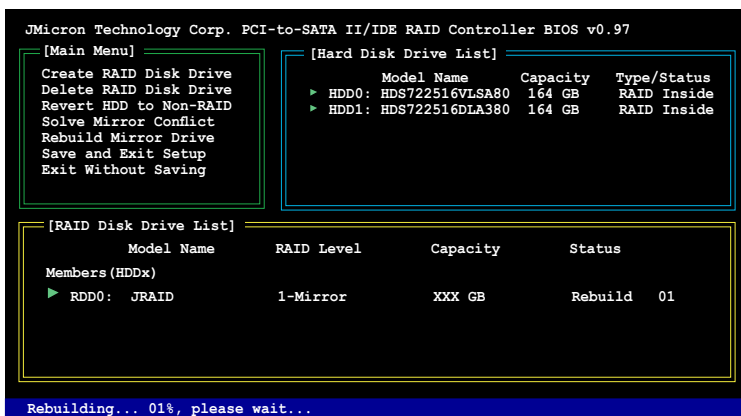 JMicron Technology Corp. PCI-to-SATA II/IDE RAID Controller BIOS v0.97
[Main Menu]
Create RAID Disk Drive
Delete RAID Disk Drive
Revert HDD to Non-RAID
Solve Mirror Conflict
Rebuild Mirror Drive
Save and Exit Setup
Exit Without Saving
[Hard Disk Drive List]
Model Name Capacity Type/Status
HDD0: HDS722516VLSA80 164 GB RAID Inside
HDD1: HDS722516DLA380 164 GB RAID Inside
[RAID Disk Drive List]
Model Name RAID Level Capacity Status
Members(HDDx)
RDD0: JRAID 1-Mirror XXX GB Rebuild 01
Rebuilding... 01%, please wait...